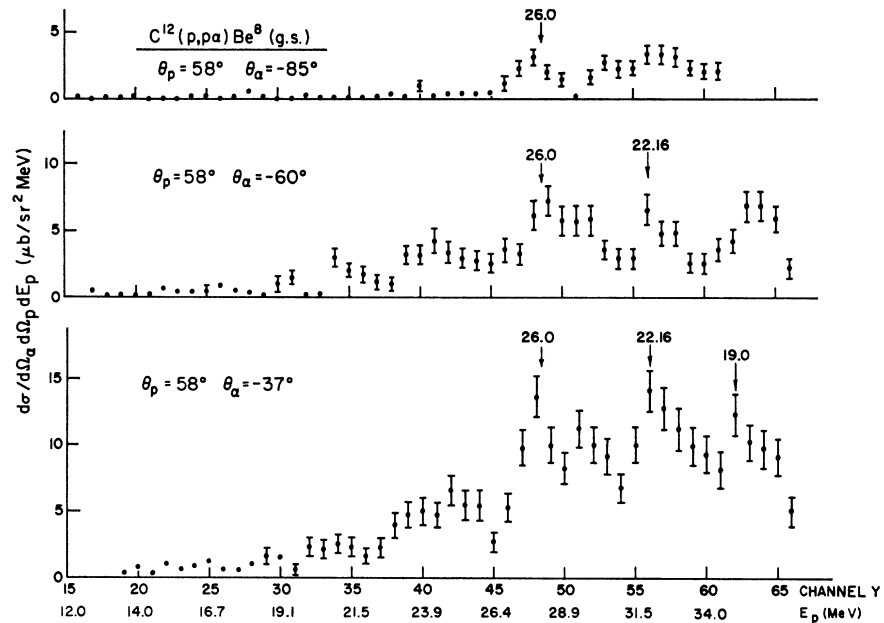 C¹²(p,pα)Be⁸(g.s.)
θp = 58° θα = -85°
26.0
5
0
θp = 58° θα = -60°
26.0
22.16
10
5
0
dσ/dΩα dΩp dEp (μb/sr² MeV)
θp = 58° θα = -37°
26.0
22.16
19.0
15
10
5
0
15 20 25 30 35 40 45 50 55 60 65 CHANNEL Y
12.0 14.0 16.7 19.1 21.5 23.9 26.4 28.9 31.5 34.0 Ep (MeV)